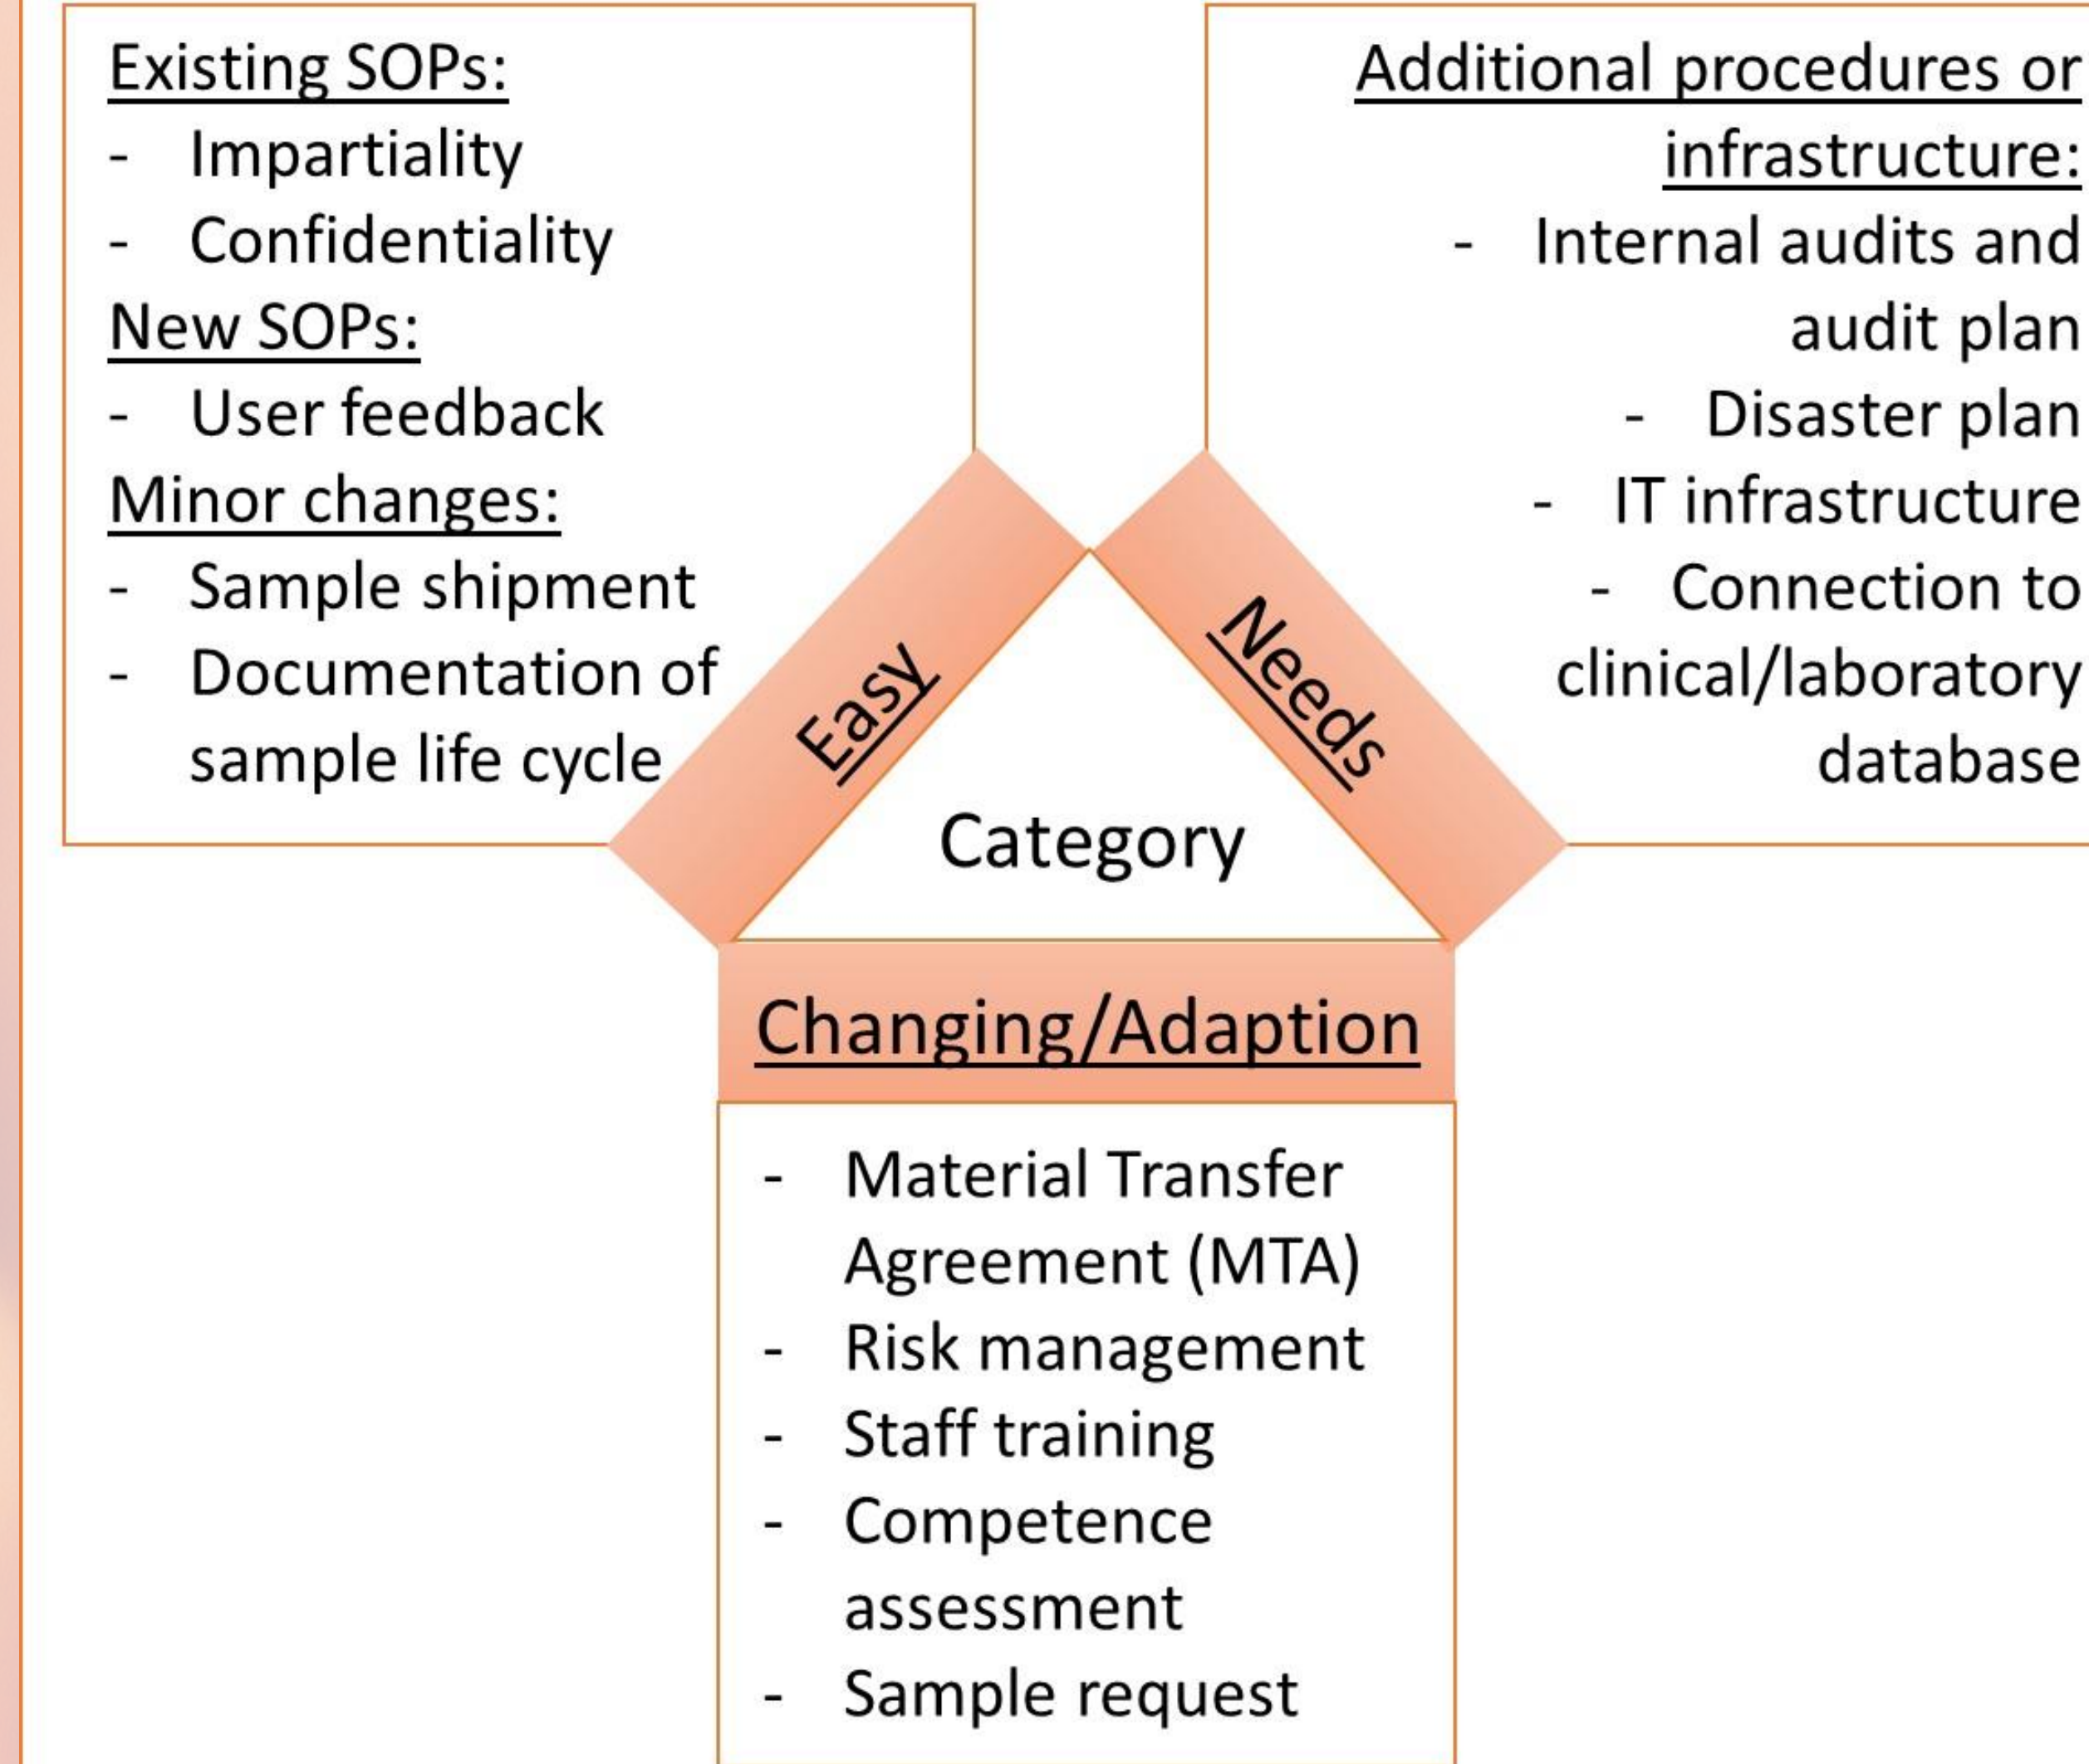 Existing SOPs:
- Impartiality
- Confidentiality
New SOPs:
- User feedback
Minor changes:
- Sample shipment
- Documentation of
sample life cycle
Easy
Additional procedures or
infrastructure:
- Internal audits and
audit plan
- Disaster plan
- IT infrastructure
- Connection to
clinical/laboratory
database
Needs
Category
Changing/Adaption
- Material Transfer
Agreement (MTA)
- Risk management
- Staff training
- Competence
assessment
- Sample request